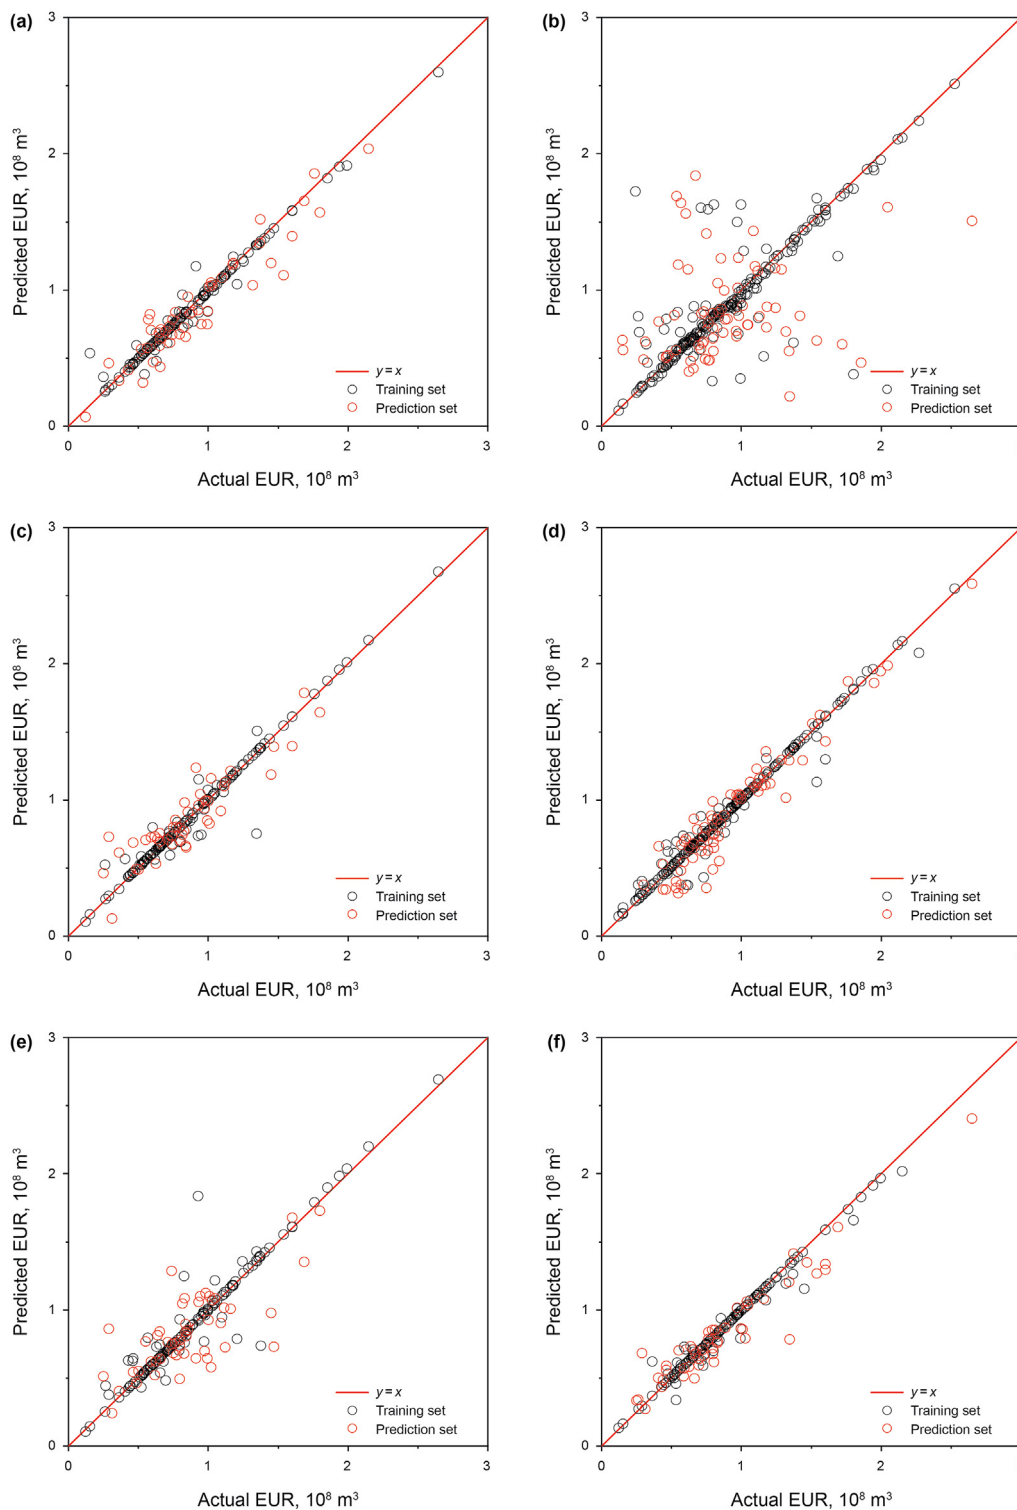 (a)
3
2
1
0
Predicted EUR, 10⁸ m³
y = x
Training set
Prediction set
0 1 2 3
Actual EUR, 10⁸ m³
(b)
3
2
1
0
Predicted EUR, 10⁸ m³
y = x
Training set
Prediction set
0 1 2
Actual EUR, 10⁸ m³
(c)
3
2
1
0
Predicted EUR, 10⁸ m³
y = x
Training set
Prediction set
0 1 2 3
Actual EUR, 10⁸ m³
(d)
3
2
1
0
Predicted EUR, 10⁸ m³
y = x
Training set
Prediction set
0 1 2
Actual EUR, 10⁸ m³
(e)
3
2
1
0
Predicted EUR, 10⁸ m³
y = x
Training set
Prediction set
0 1 2 3
Actual EUR, 10⁸ m³
(f)
3
2
1
0
Predicted EUR, 10⁸ m³
y = x
Training set
Prediction set
0 1 2
Actual EUR, 10⁸ m³